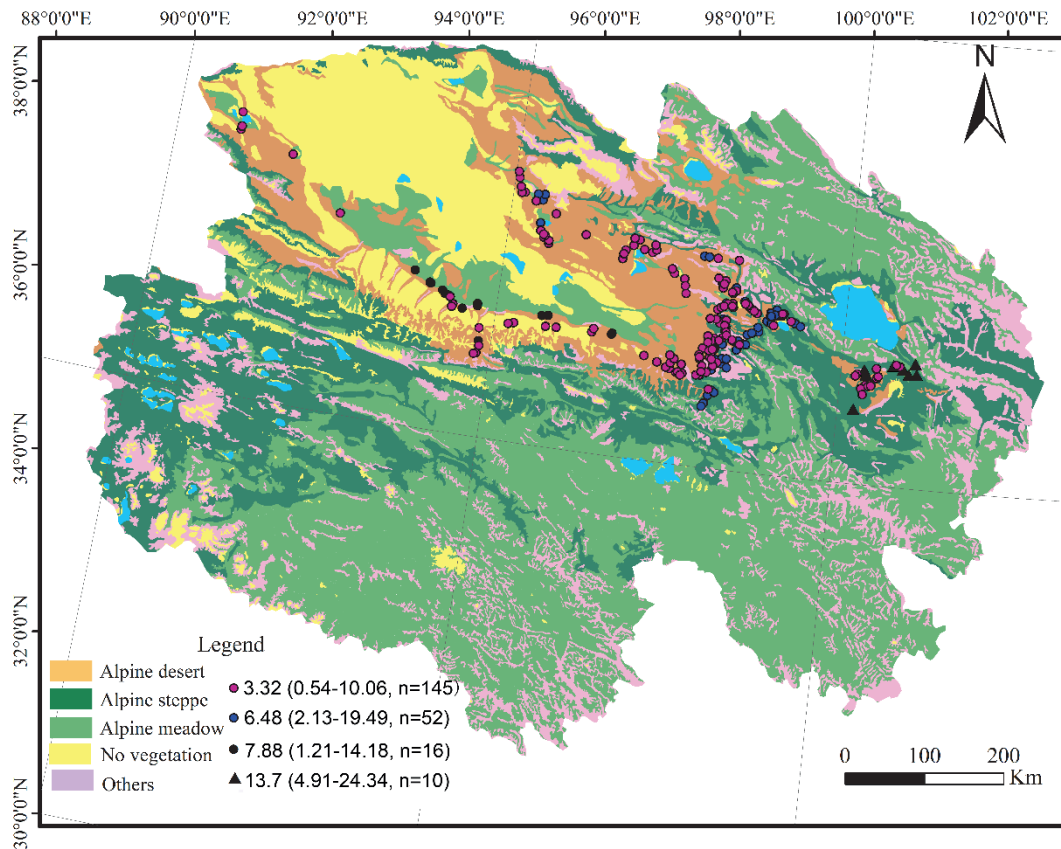 88°0'0"E 90°0'0"E 92°0'0"E 94°0'0"E 96°0'0"E 98°0'0"E 100°0'0"E 102°0'0"E
38°0'0"N
36°0'0"N
34°0'0"N
32°0'0"N
30°0'0"N
N
Legend
Alpine desert
Alpine steppe
Alpine meadow
No vegetation
Others
3.32 (0.54-10.06, n=145)
6.48 (2.13-19.49, n=52)
7.88 (1.21-14.18, n=16)
13.7 (4.91-24.34, n=10)
0 100 200
Km